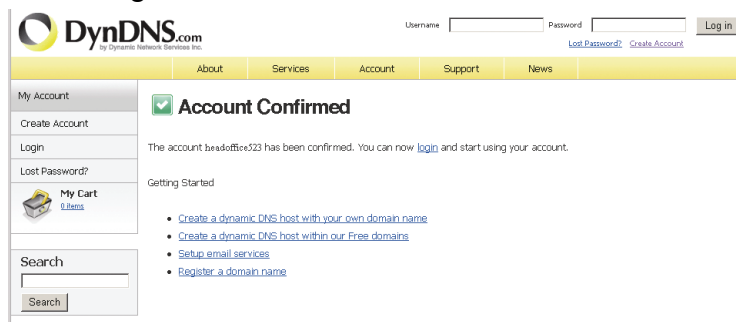 DynDNS.com
by Dynamic Network Services Inc.
Username
Password
Log in
Lost Password? Create Account
About Services Account Support News
My Account
Create Account
Login
Lost Password?
My Cart
0 items
Search
Search
Account Confirmed
The account headoffice523 has been confirmed. You can now login and start using your account.
Getting Started
Create a dynamic DNS host with your own domain name
Create a dynamic DNS host within our Free domains
Setup email services
Register a domain name